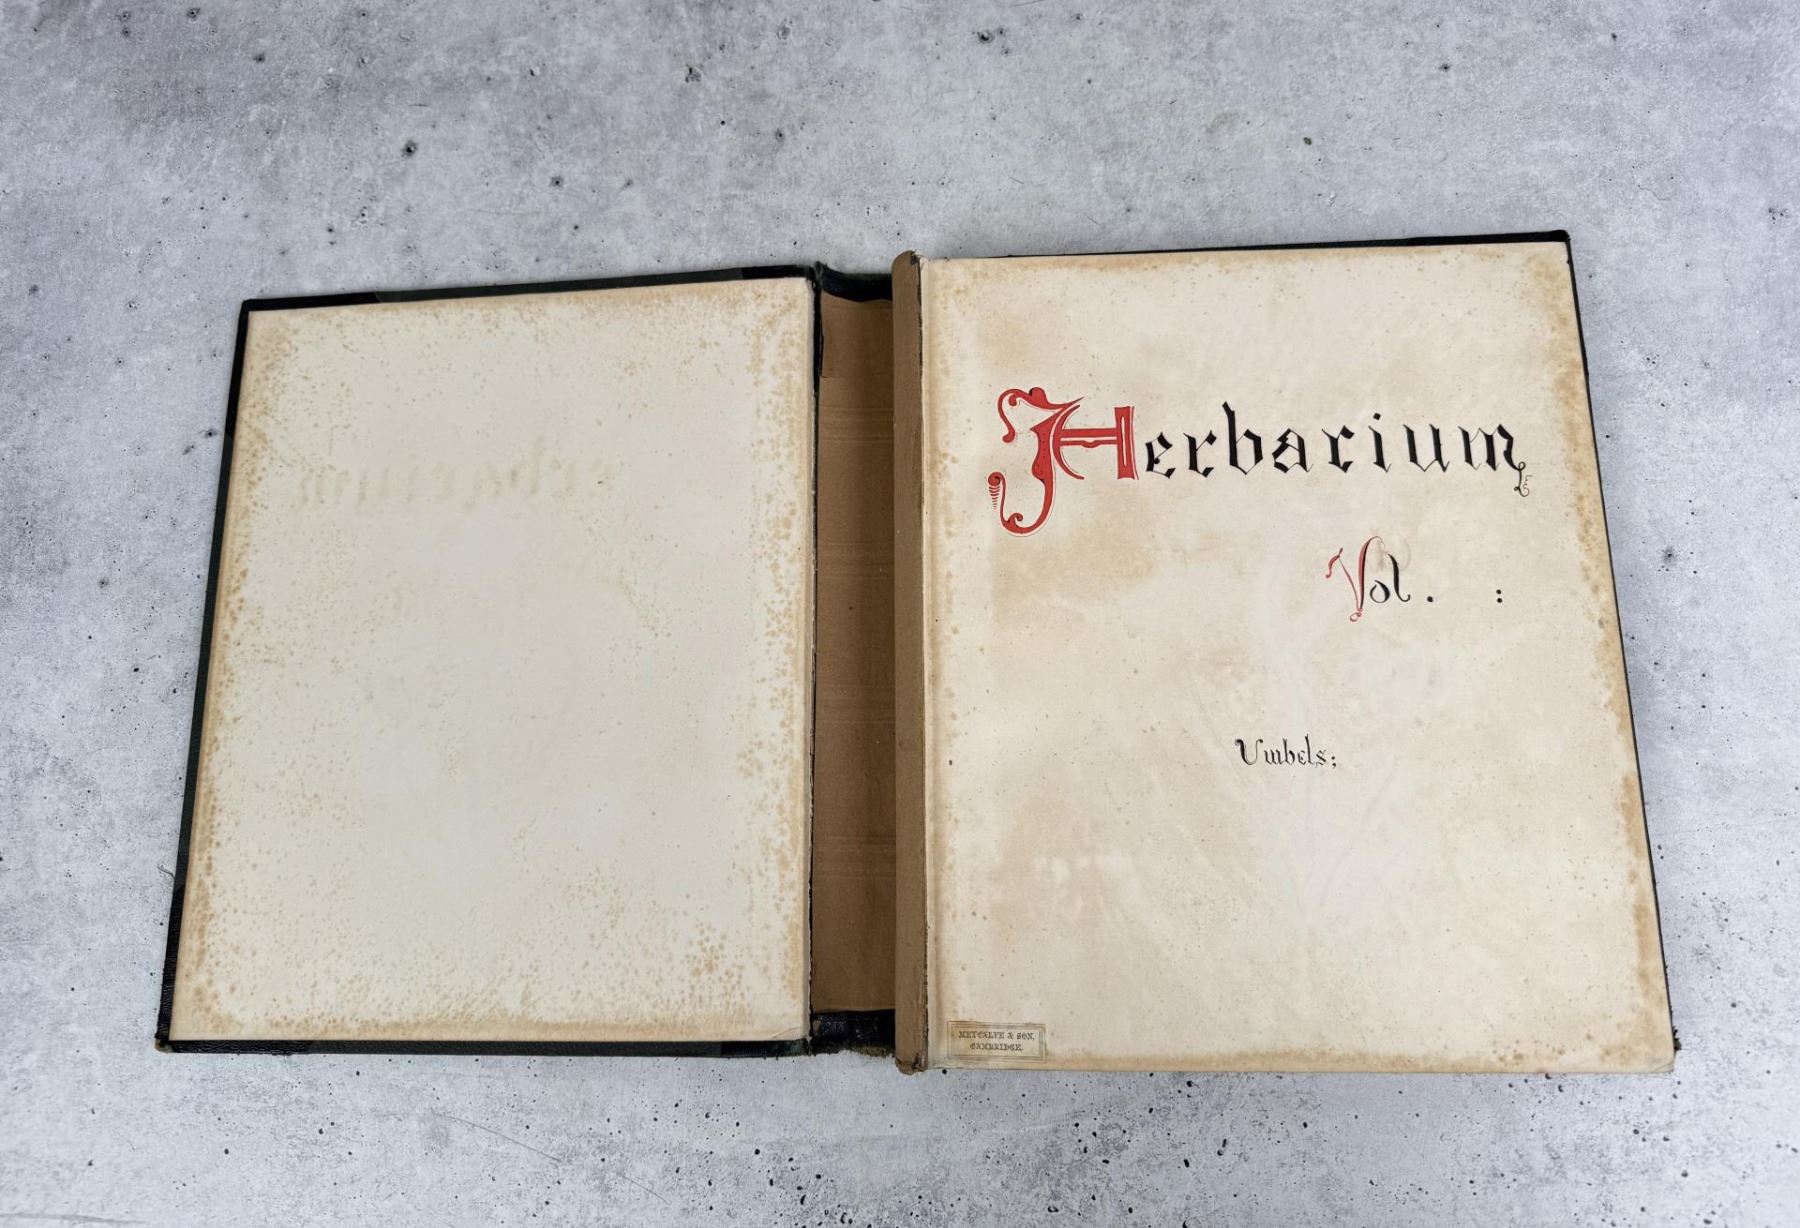 Herbarium
Vol. :
Umbels;
METCALFE & SON,
CAMBRIDGE.